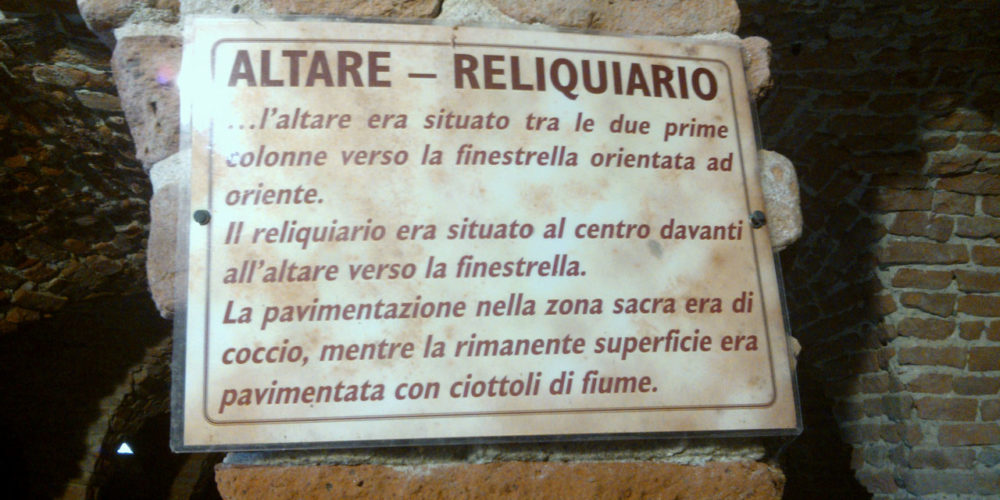 ALTARE – RELIQUIARIO
...l'altare era situato tra le due prime
colonne verso la finestrella orientata ad
oriente.
Il reliquiario era situato al centro davanti
all'altare verso la finestrella.
La pavimentazione nella zona sacra era di
coccio, mentre la rimanente superficie era
pavimentata con ciottoli di fiume.